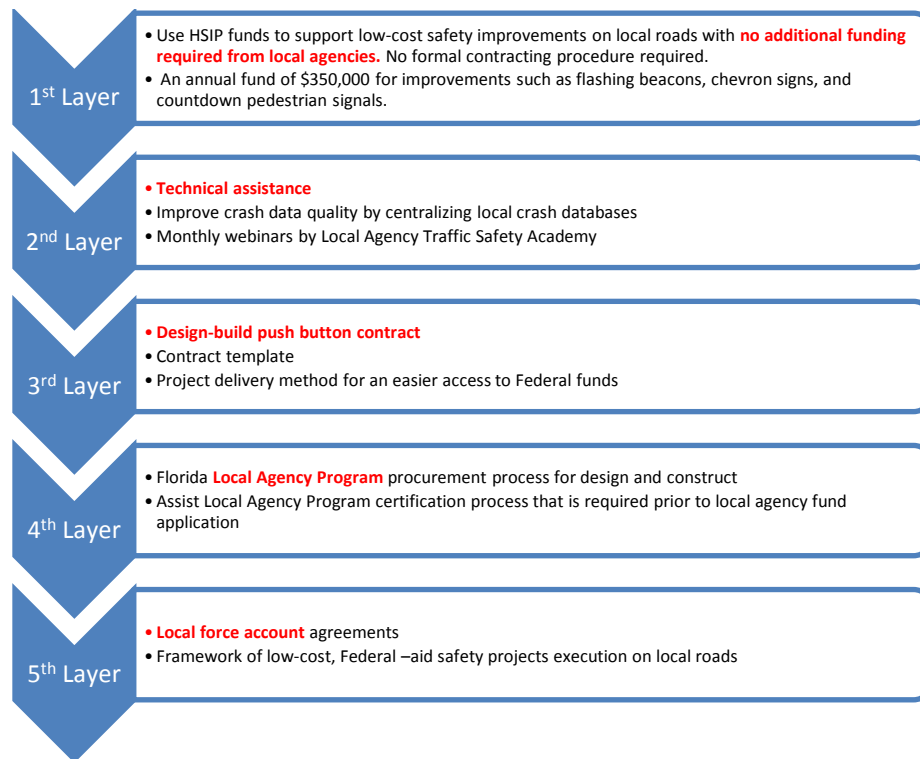 1st Layer
• Use HSIP funds to support low-cost safety improvements on local roads with no additional funding
required from local agencies. No formal contracting procedure required.
• An annual fund of $350,000 for improvements such as flashing beacons, chevron signs, and
countdown pedestrian signals.
2nd Layer
• Technical assistance
• Improve crash data quality by centralizing local crash databases
• Monthly webinars by Local Agency Traffic Safety Academy
3rd Layer
• Design-build push button contract
• Contract template
• Project delivery method for an easier access to Federal funds
4th Layer
• Florida Local Agency Program procurement process for design and construct
• Assist Local Agency Program certification process that is required prior to local agency fund
application
5th Layer
• Local force account agreements
• Framework of low-cost, Federal –aid safety projects execution on local roads